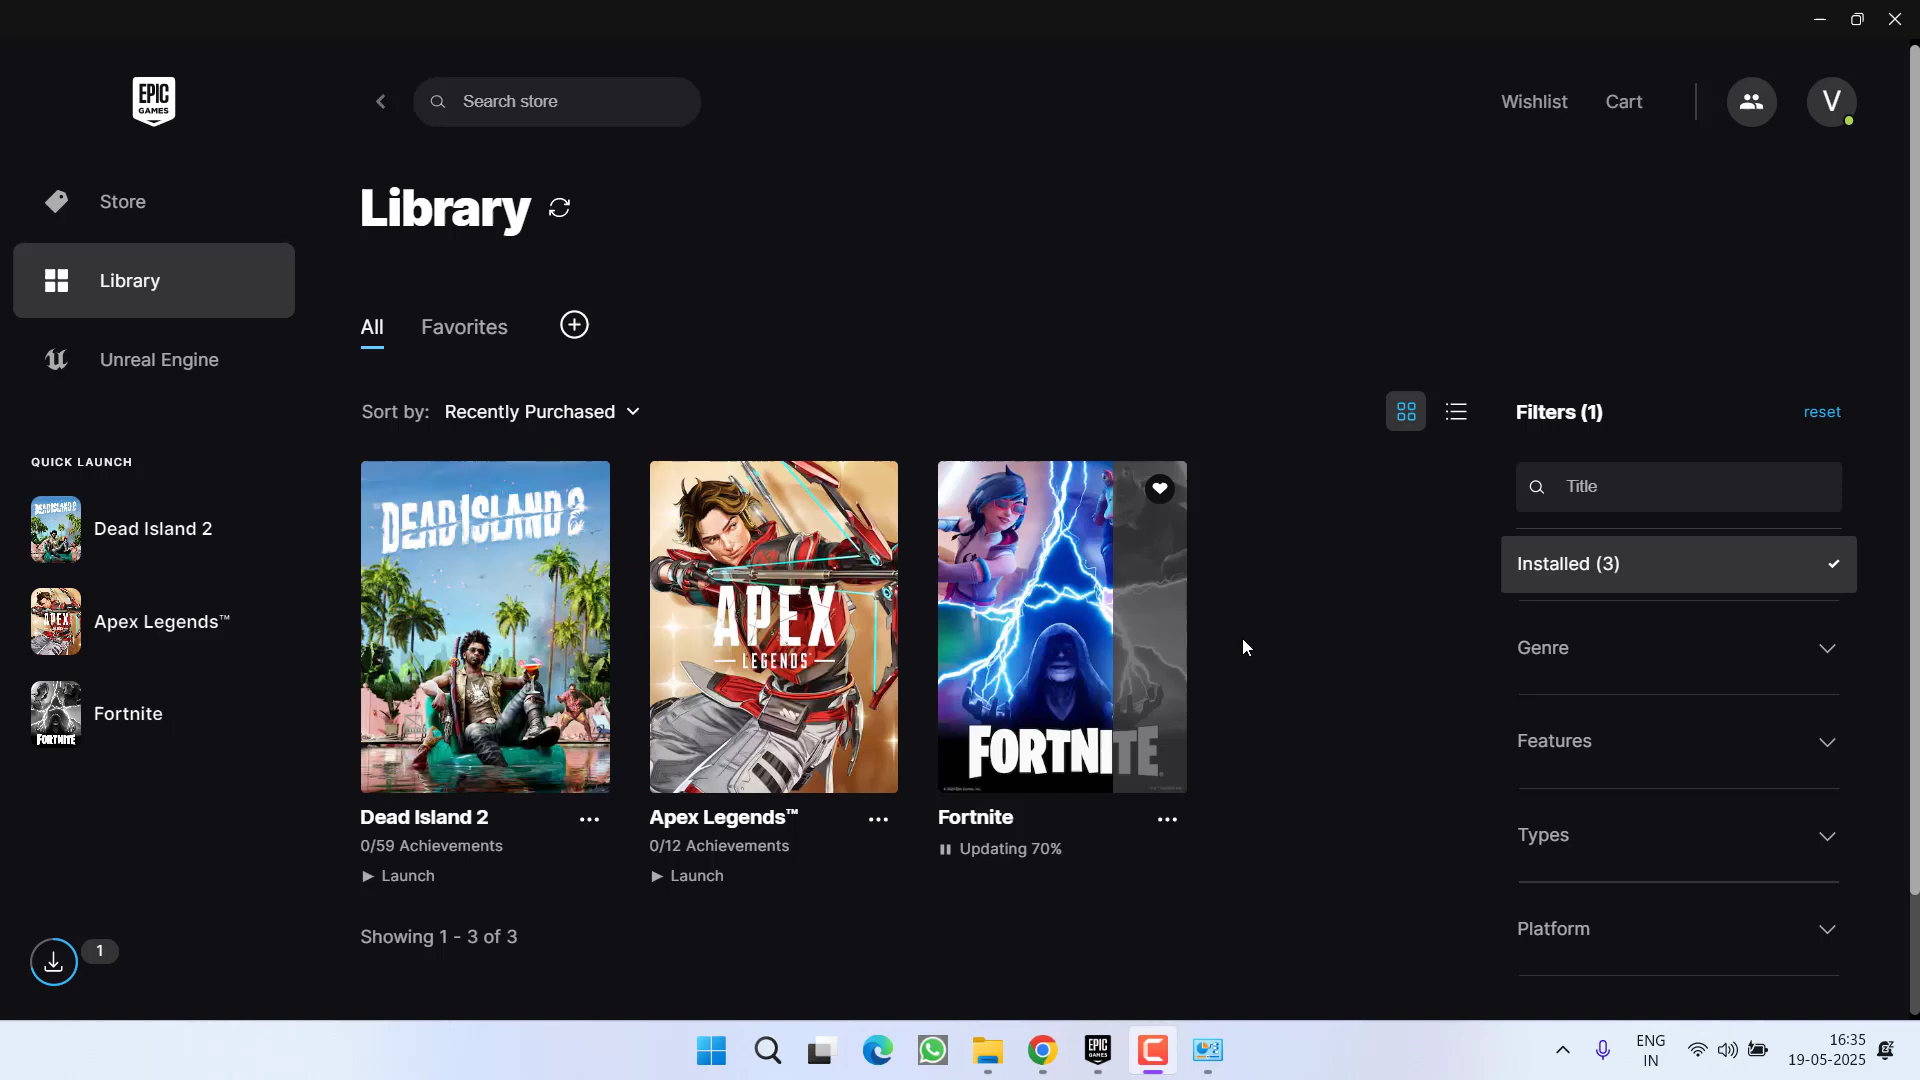 EPIC
GAMES
Search store
Wishlist
Cart
V
Store
Library
Unreal Engine
QUICK LAUNCH
Dead Island 2
Apex Legends™
Fortnite
1
Library
All
Favorites
Sort by: Recently Purchased
DEAD ISLAND 2
APEX
LEGENDS
FORTNITE
Dead Island 2
0/59 Achievements
Launch
Apex Legends™
0/12 Achievements
Launch
Fortnite
Updating 70%
Showing 1 - 3 of 3
Filters (1)
reset
Title
Installed (3)
Genre
Features
Types
Platform
ENG
IN
16:35
19-05-2025